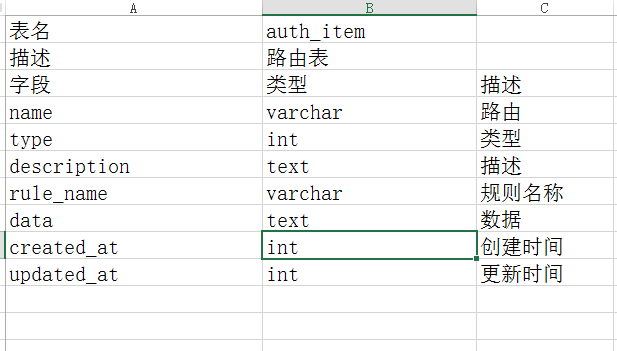 A B C
表名 auth_item
描述 路由表
字段 类型 描述
name varchar 路由
type int 类型
description text 描述
rule_name varchar 规则名称
data text 数据
created_at int 创建时间
updated_at int 更新时间